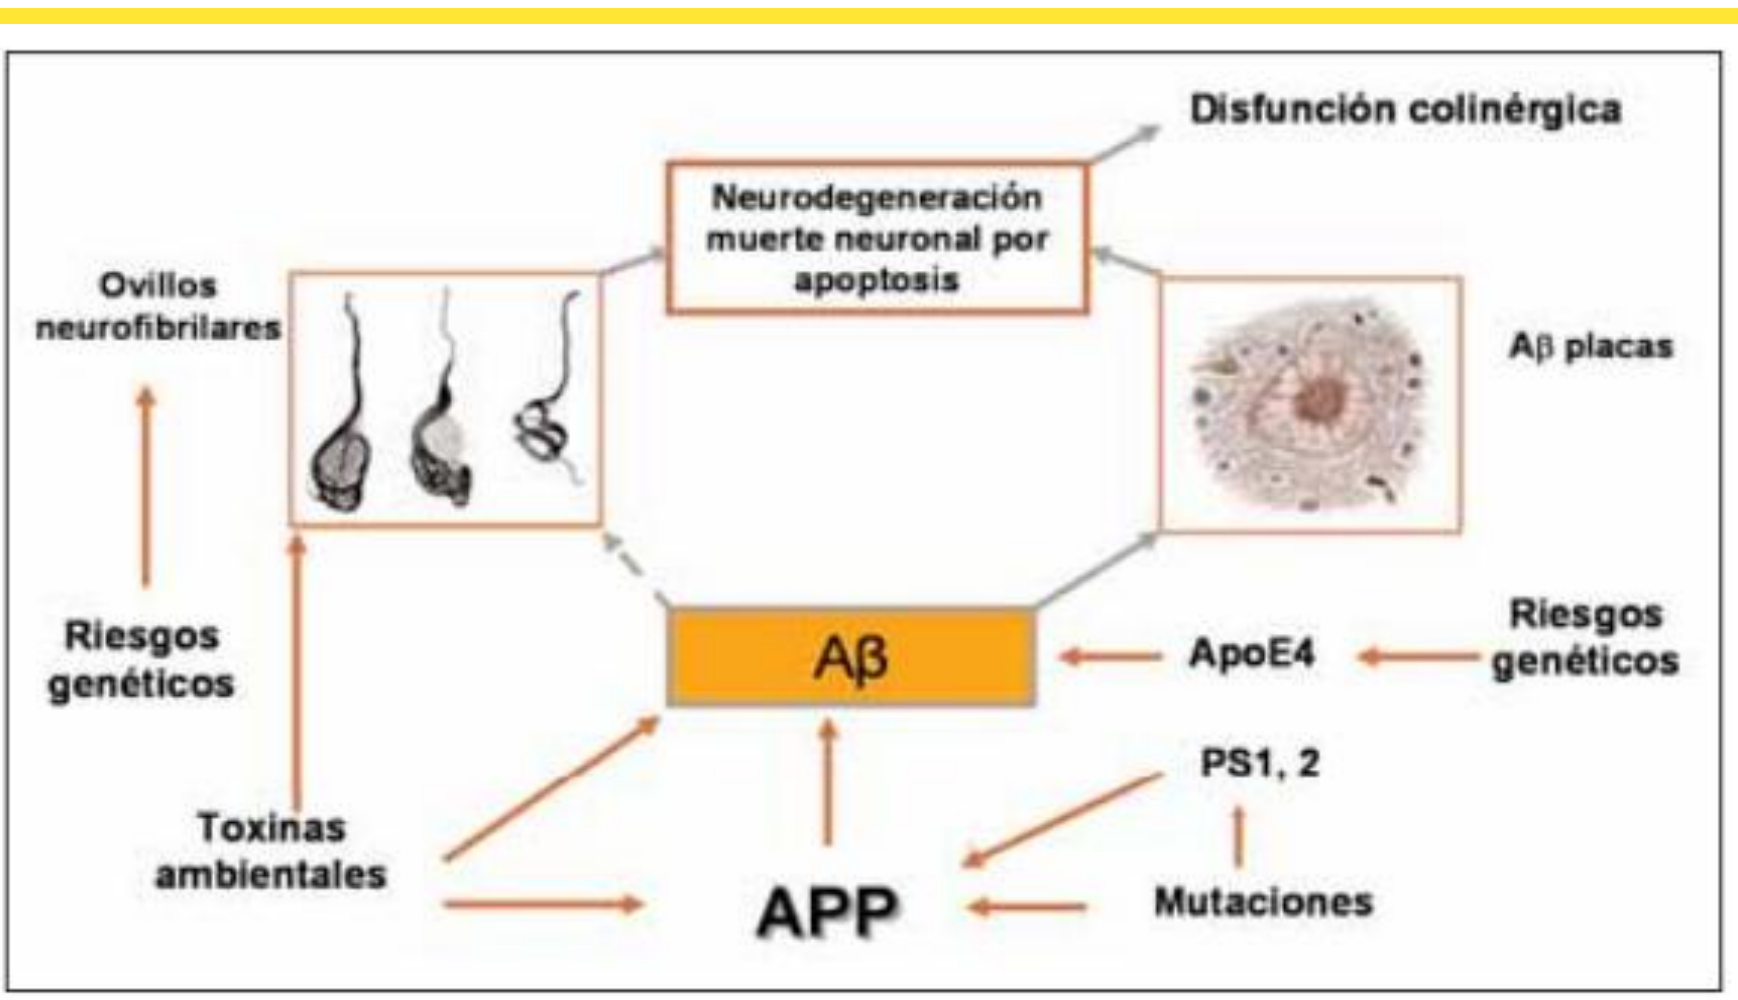 Disfunción colinérgica
Neurodegeneración
muerte neuronal por
apoptosis
Ovillos
neurofibrilares
Aβ placas
Riesgos
genéticos
Aβ
ApoE4
Riesgos
genéticos
PS1, 2
Toxinas
ambientales
APP
Mutaciones